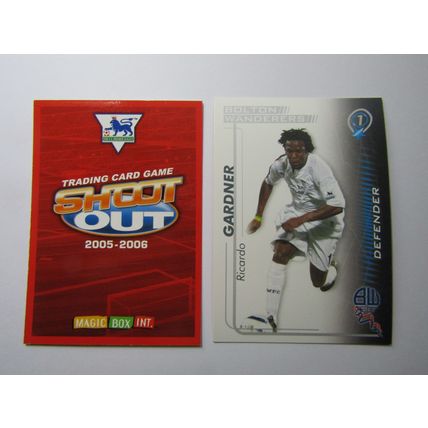 TRADING CARD GAME
SHOOT
OUT
2005-2006
MAGIC BOX INT.
BOLTON
WANDERERS
1
Ricardo
GARDNER
DEFENDER